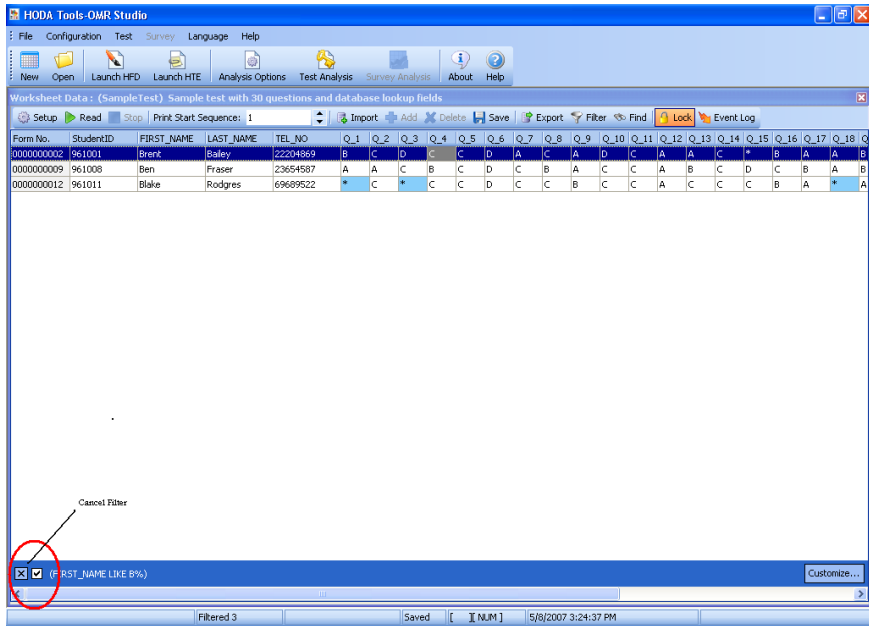 HODA Tools-OMR Studio
File Configuration Test Survey Language Help
New Open Launch HFD Launch HTE Analysis Options Test Analysis Survey Analysis About Help
Worksheet Data : (SampleTest) Sample test with 30 questions and database lookup fields
Setup Read Stop Print Start Sequence: 1 Import Add Delete Save Export Filter Find Lock Event Log
Form No. StudentID FIRST_NAME LAST_NAME TEL_NO Q_1 Q_2 Q_3 Q_4 Q_5 Q_6 Q_7 Q_8 Q_9 Q_10 Q_11 Q_12 Q_13 Q_14 Q_15 Q_16 Q_17 Q_18 Q
0000000002 961001 Brent Bailey 22204869 B C D C C D A C A D C A A C * B A A B
0000000009 961008 Ben Fraser 23654587 A A C B C D C B A C C A B C D C B A B
0000000012 961011 Blake Rodgres 69689522 * C * C C D C C B C C A C C C B A * A
Cancel Filter
(FIRST_NAME LIKE B%)
Customize...
Filtered 3 Saved [ ][ NUM ] 5/8/2007 3:24:37 PM